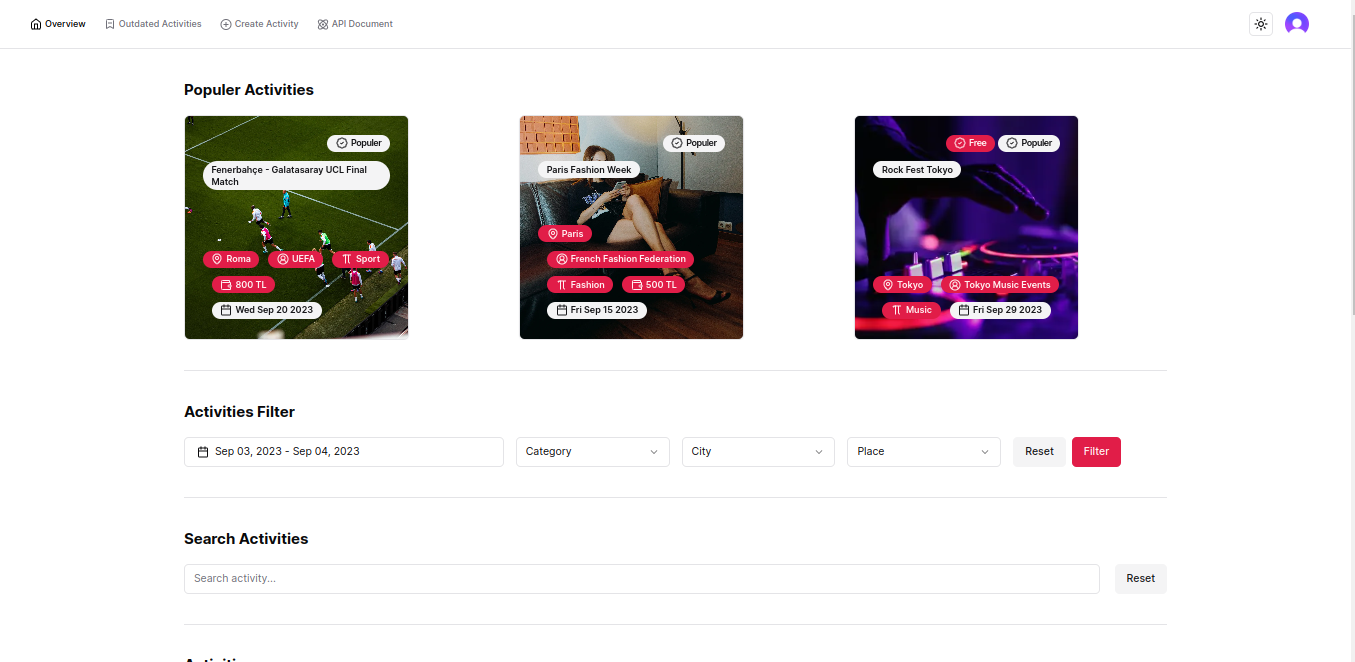 Overview Outdated Activities Create Activity API Document
Populer Activities
Populer
Fenerbahçe - Galatasaray UCL Final
Match
Roma UEFA Sport
800 TL
Wed Sep 20 2023
Populer
Paris Fashion Week
Paris
French Fashion Federation
Fashion 500 TL
Fri Sep 15 2023
Free Populer
Rock Fest Tokyo
Tokyo Tokyo Music Events
Music Fri Sep 29 2023
Activities Filter
Sep 03, 2023 - Sep 04, 2023 Category City Place Reset Filter
Search Activities
Search activity... Reset